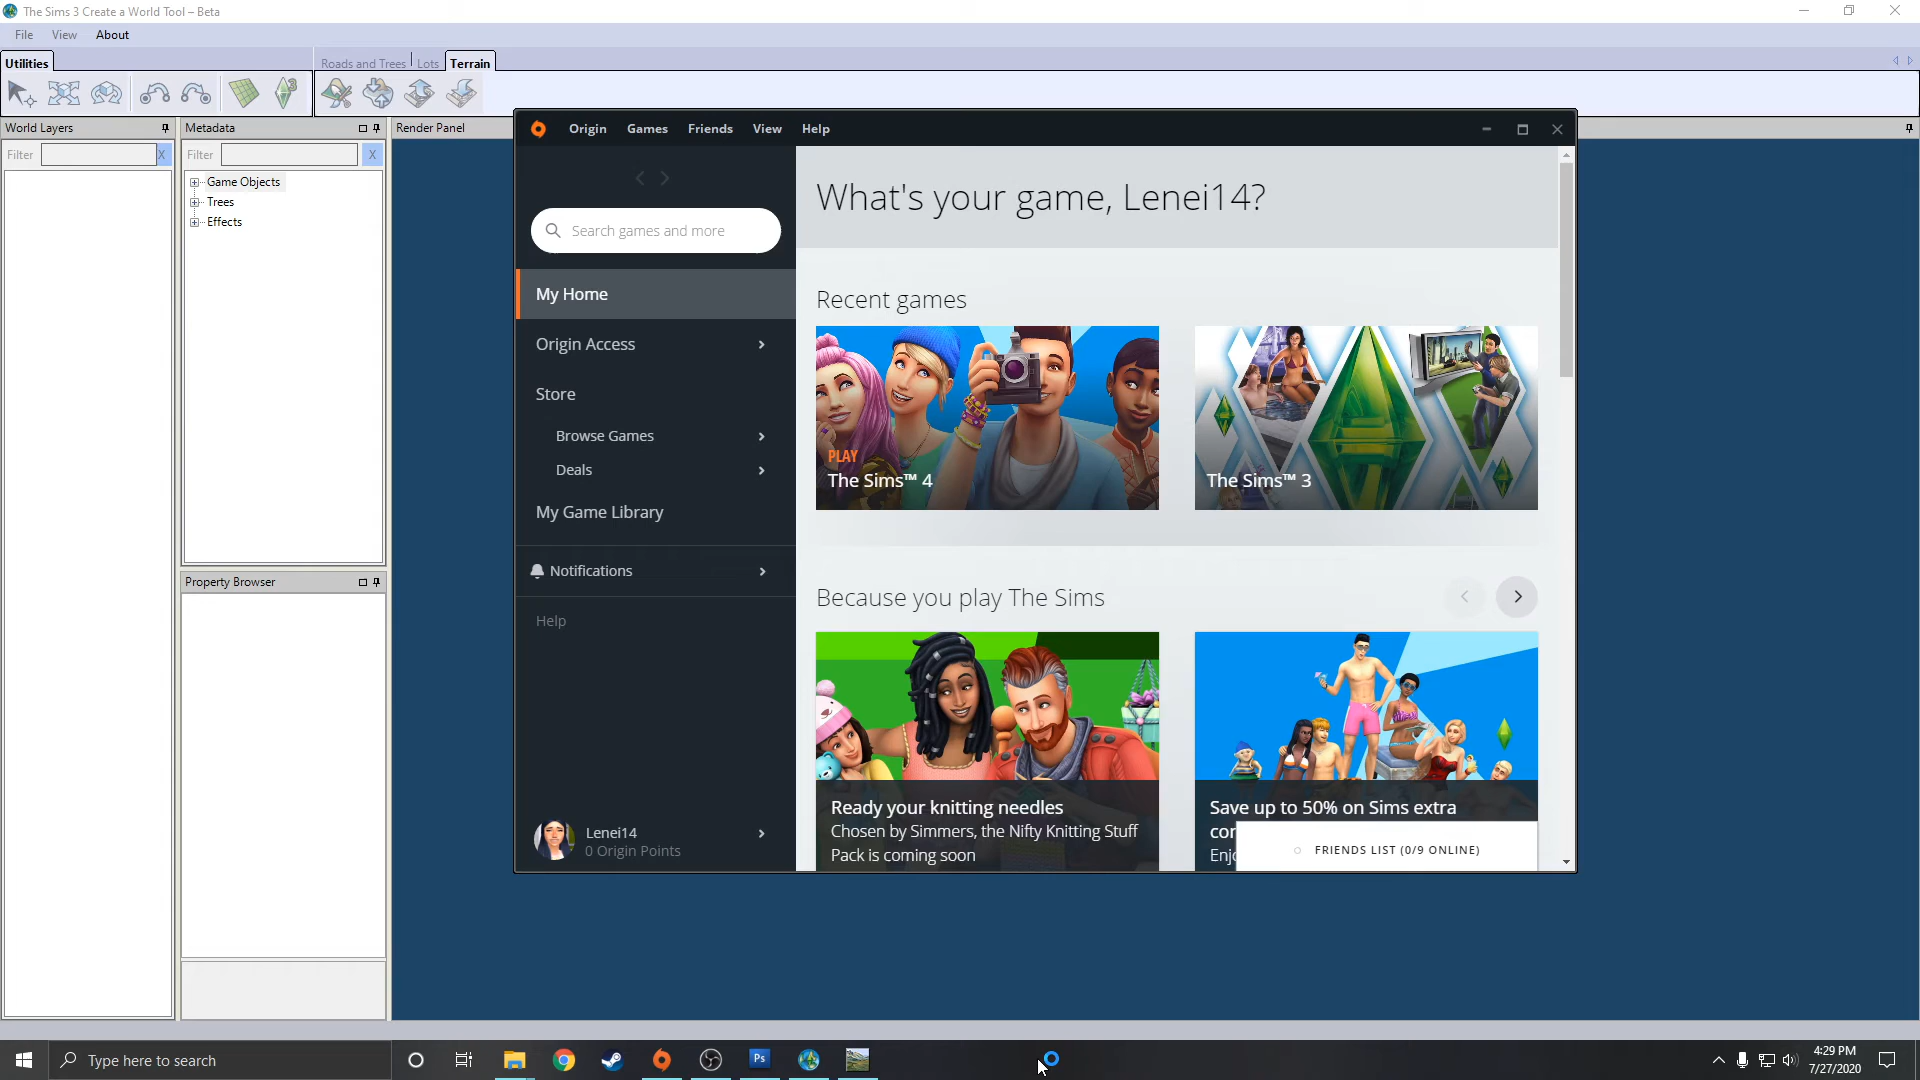 The Sims 3 Create a World Tool – Beta
File View About
Utilities
Roads and Trees Lots Terrain
World Layers
Filter X
Metadata
Filter X
Game Objects
Trees
Effects
Property Browser
Render Panel
Origin Games Friends View Help
Search games and more
My Home
Origin Access
Store
Browse Games
Deals
My Game Library
Notifications
Help
Lenei14
0 Origin Points
What's your game, Lenei14?
Recent games
PLAY
The Sims™ 4
The Sims™ 3
Because you play The Sims
Ready your knitting needles
Chosen by Simmers, the Nifty Knitting Stuff
Pack is coming soon
Save up to 50% on Sims extra
FRIENDS LIST (0/9 ONLINE)
Type here to search
Ps
4:29 PM
7/27/2020